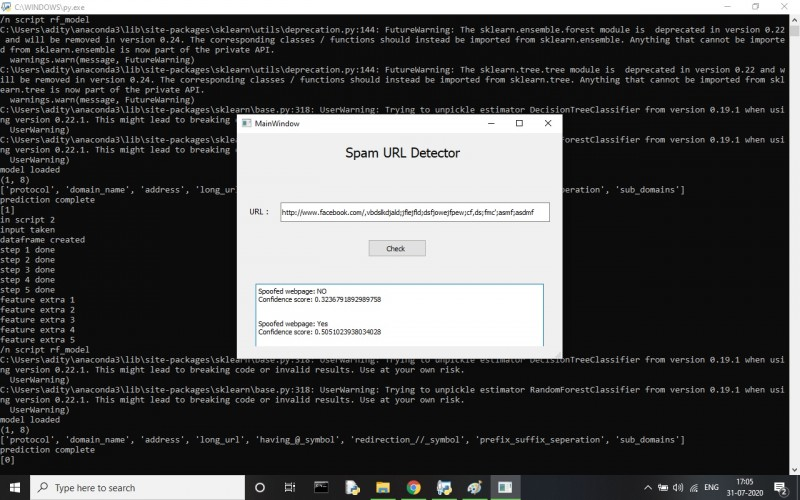 C:\WINDOWS\py.exe
/n script rf_model
C:\Users\adity\anaconda3\lib\site-packages\sklearn\utils\deprecation.py:144: FutureWarning: The sklearn.ensemble.forest module is  deprecated in version 0.22
 and will be removed in version 0.24. The corresponding classes / functions should instead be imported from sklearn.ensemble. Anything that cannot be importe
d from sklearn.ensemble is now part of the private API.
  warnings.warn(message, FutureWarning)
C:\Users\adity\anaconda3\lib\site-packages\sklearn\utils\deprecation.py:144: FutureWarning: The sklearn.tree.tree module is  deprecated in version 0.22 and w
ill be removed in version 0.24. The corresponding classes / functions should instead be imported from sklearn.tree. Anything that cannot be imported from skl
earn.tree is now part of the private API.
  warnings.warn(message, FutureWarning)
C:\Users\adity\anaconda3\lib\site-packages\sklearn\base.py:318: UserWarning: Trying to unpickle estimator DecisionTreeClassifier from version 0.19.1 when usi
ng version 0.22.1. This might lead to breaking
  UserWarning)
C:\Users\adity\anaconda3\lib\site-packages
orestClassifier from version 0.19.1 when us
ng version 0.22.1. This might lead to breaking
  UserWarning)
model loaded
(1, 8)
['protocol', 'domain_name', 'address', 'long_ur
eperation', 'sub_domains']
prediction complete
[1]
in script 2
input taken
dataframe created
step 1 done
step 2 done
step 3 done
step 4 done
step 5 done
feature extra 1
feature extra 2
feature extra 3
feature extra 4
feature extra 5
/n script rf_model
MainWindow
Spam URL Detector
URL :
http://www.facebook.com/,vbdslkdjald;jflejfld;dsfjowejfpew;cf,ds;fmc';asmf;asdmf
Check
Spoofed webpage: NO
Confidence score: 0.3236791892989758
Spoofed webpage: Yes
Confidence score: 0.5051023938034028
C:\Users\adity\anaconda3\lib\site-packages\sklearn\base.py:318: UserWarning: Trying to unpickle estimator DecisionTreeClassifier from version 0.19.1 when usi
ng version 0.22.1. This might lead to breaking code or invalid results. Use at your own risk.
  UserWarning)
C:\Users\adity\anaconda3\lib\site-packages\sklearn\base.py:318: UserWarning: Trying to unpickle estimator RandomForestClassifier from version 0.19.1 when usi
ng version 0.22.1. This might lead to breaking code or invalid results. Use at your own risk.
  UserWarning)
model loaded
(1, 8)
['protocol', 'domain_name', 'address', 'long_url', 'having_@_symbol', 'redirection_//_symbol', 'prefix_suffix_seperation', 'sub_domains']
prediction complete
[0]
Type here to search
ENG
17:05
31-07-2020
2